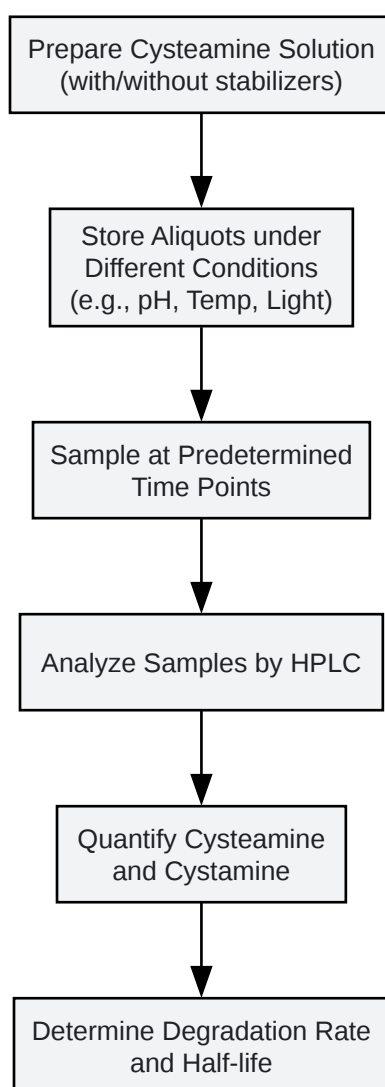 Prepare Cysteamine Solution
(with/without stabilizers)
Store Aliquots under
Different Conditions
(e.g., pH, Temp, Light)
Sample at Predetermined
Time Points
Analyze Samples by HPLC
Quantify Cysteamine
and Cystamine
Determine Degradation Rate
and Half-life